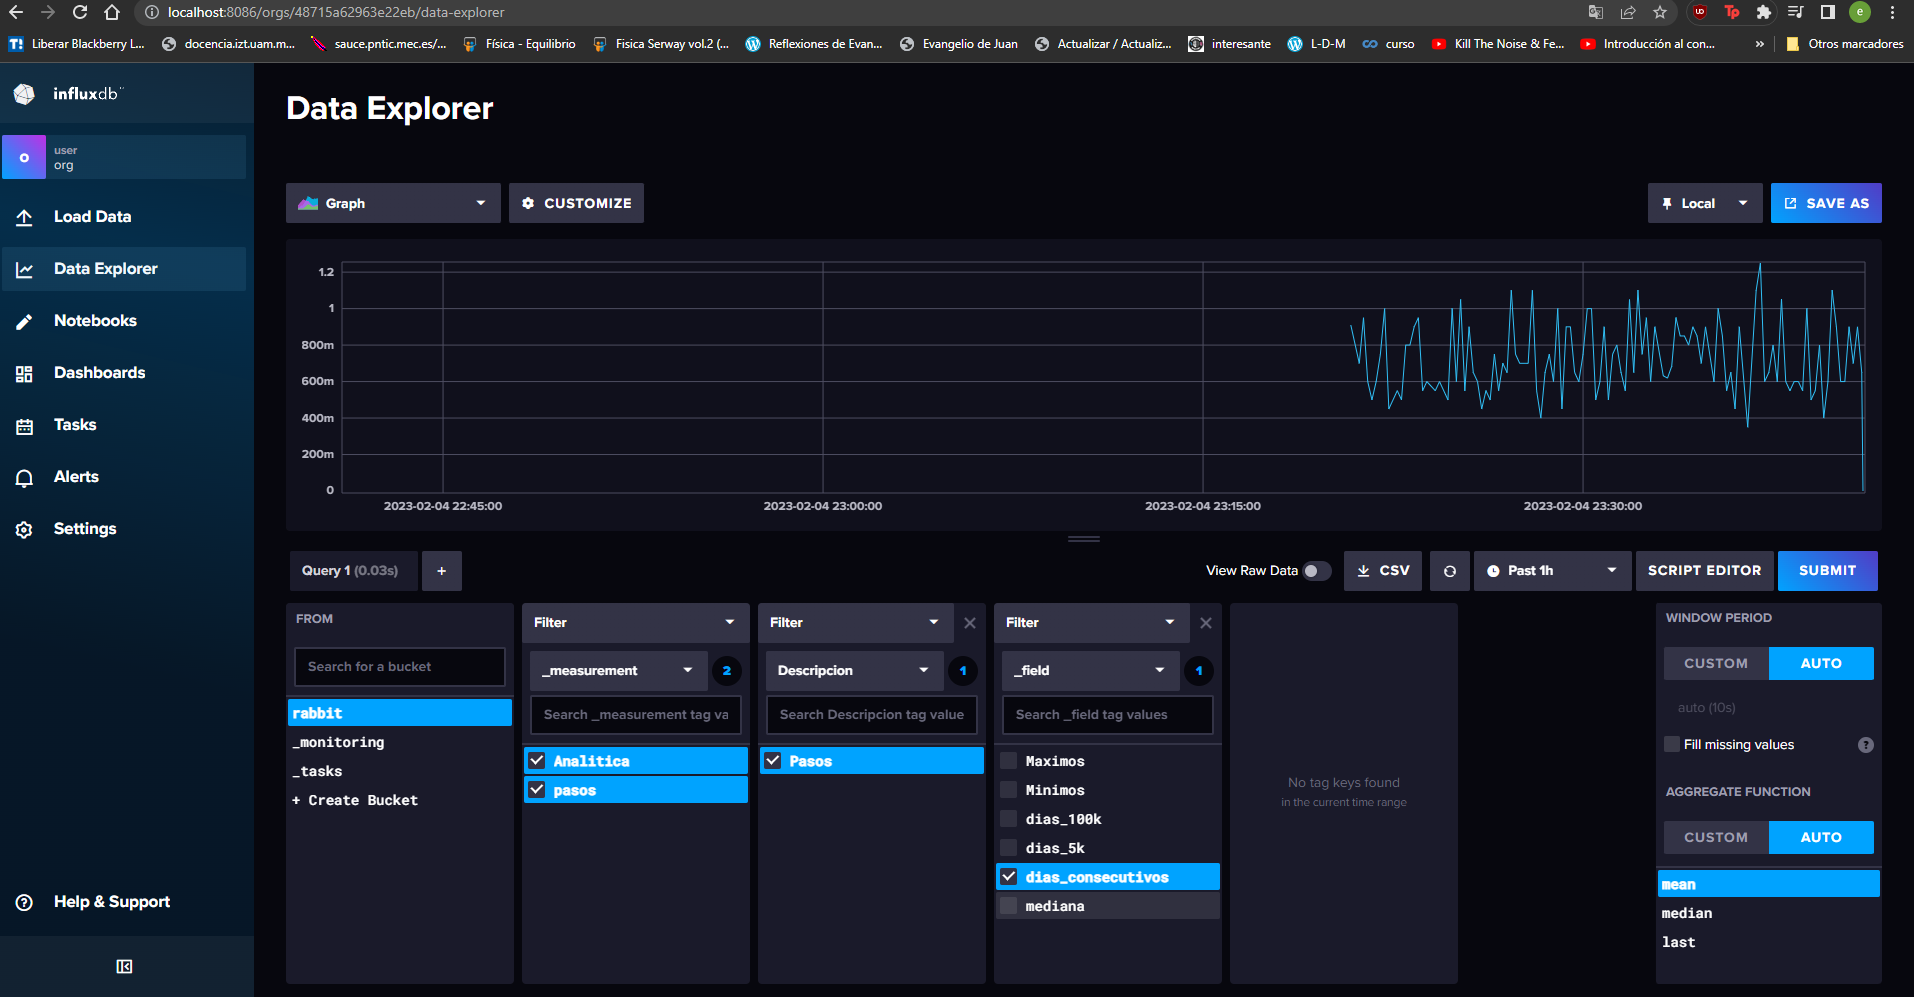 localhost:8086/orgs/48715a62963e22eb/data-explorer
Liberar Blackberry L... docencia.izt.uam.m... sauce.pntic.mec.es/... Física - Equilibrio Fisica Serway vol.2 (... Reflexiones de Evan... Evangelio de Juan Actualizar / Actualiz... interesante L-D-M curso Kill The Noise & Fe... Introducción al con... » Otros marcadores
influxdb
Data Explorer
o user
org
Graph CUSTOMIZE Local SAVE AS
Load Data
Data Explorer
Notebooks
Dashboards
Tasks
Alerts
Settings
Help & Support
1.2
1
800m
600m
400m
200m
0
2023-02-04 22:45:00 2023-02-04 23:00:00 2023-02-04 23:15:00 2023-02-04 23:30:00
Query 1 (0.03s) + View Raw Data CSV Past 1h SCRIPT EDITOR SUBMIT
FROM
Search for a bucket
rabbit
_monitoring
_tasks
+ Create Bucket
Filter
_measurement 2
Search _measurement tag va
Analitica
pasos
Filter
Descripcion 1
Search Descripcion tag value
Pasos
Filter
_field 1
Search _field tag values
Maximos
Minimos
dias_100k
dias_5k
dias_consecutivos
mediana
No tag keys found
in the current time range
WINDOW PERIOD
CUSTOM AUTO
auto (10s)
Fill missing values ?
AGGREGATE FUNCTION
CUSTOM AUTO
mean
median
last